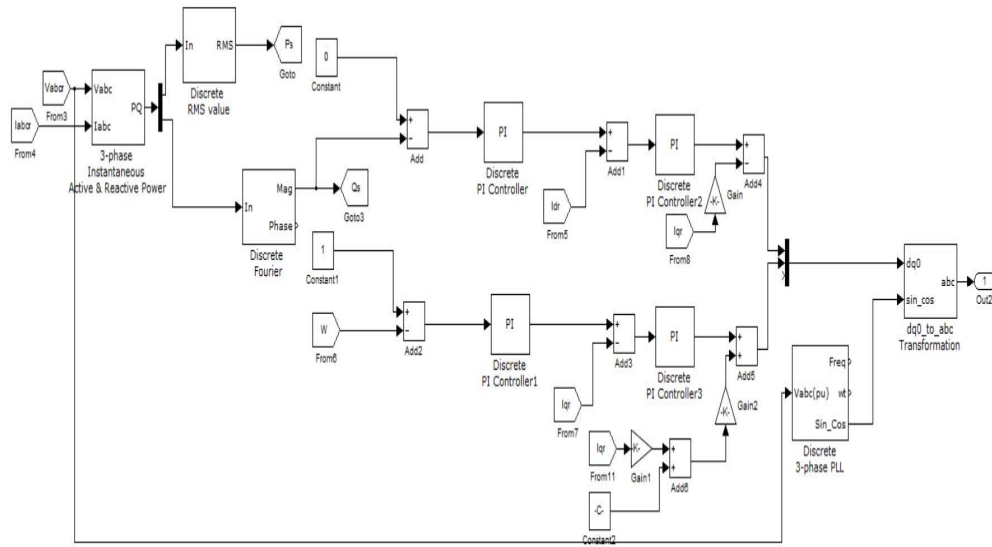 In
RMS
Discrete
RMS value
Ps
Goto
0
Constant
Vabcr
From3
Iabcr
From4
Vabc
Iabc
PQ
3-phase
Instantaneous
Active & Reactive Power
In
Mag
Phase
Discrete
Fourier
Qs
Goto3
+
−
Add
PI
Discrete
PI Controller
+
−
Add1
Idr
From5
PI
Discrete
PI Controller2
-K-
Gain
Iqr
From8
+
−
Add4
1
Constant1
W
From6
+
−
Add2
PI
Discrete
PI Controller1
+
−
Add3
Iqr
From7
PI
Discrete
PI Controller3
+
+
Add5
-K-
Gain2
Iqr
From11
-K-
Gain1
+
+
Add6
-C-
Constant2
Vabc(pu)
Freq
wt
Sin_Cos
Discrete
3-phase PLL
dq0
sin_cos
abc
dq0_to_abc
Transformation
1
Out2